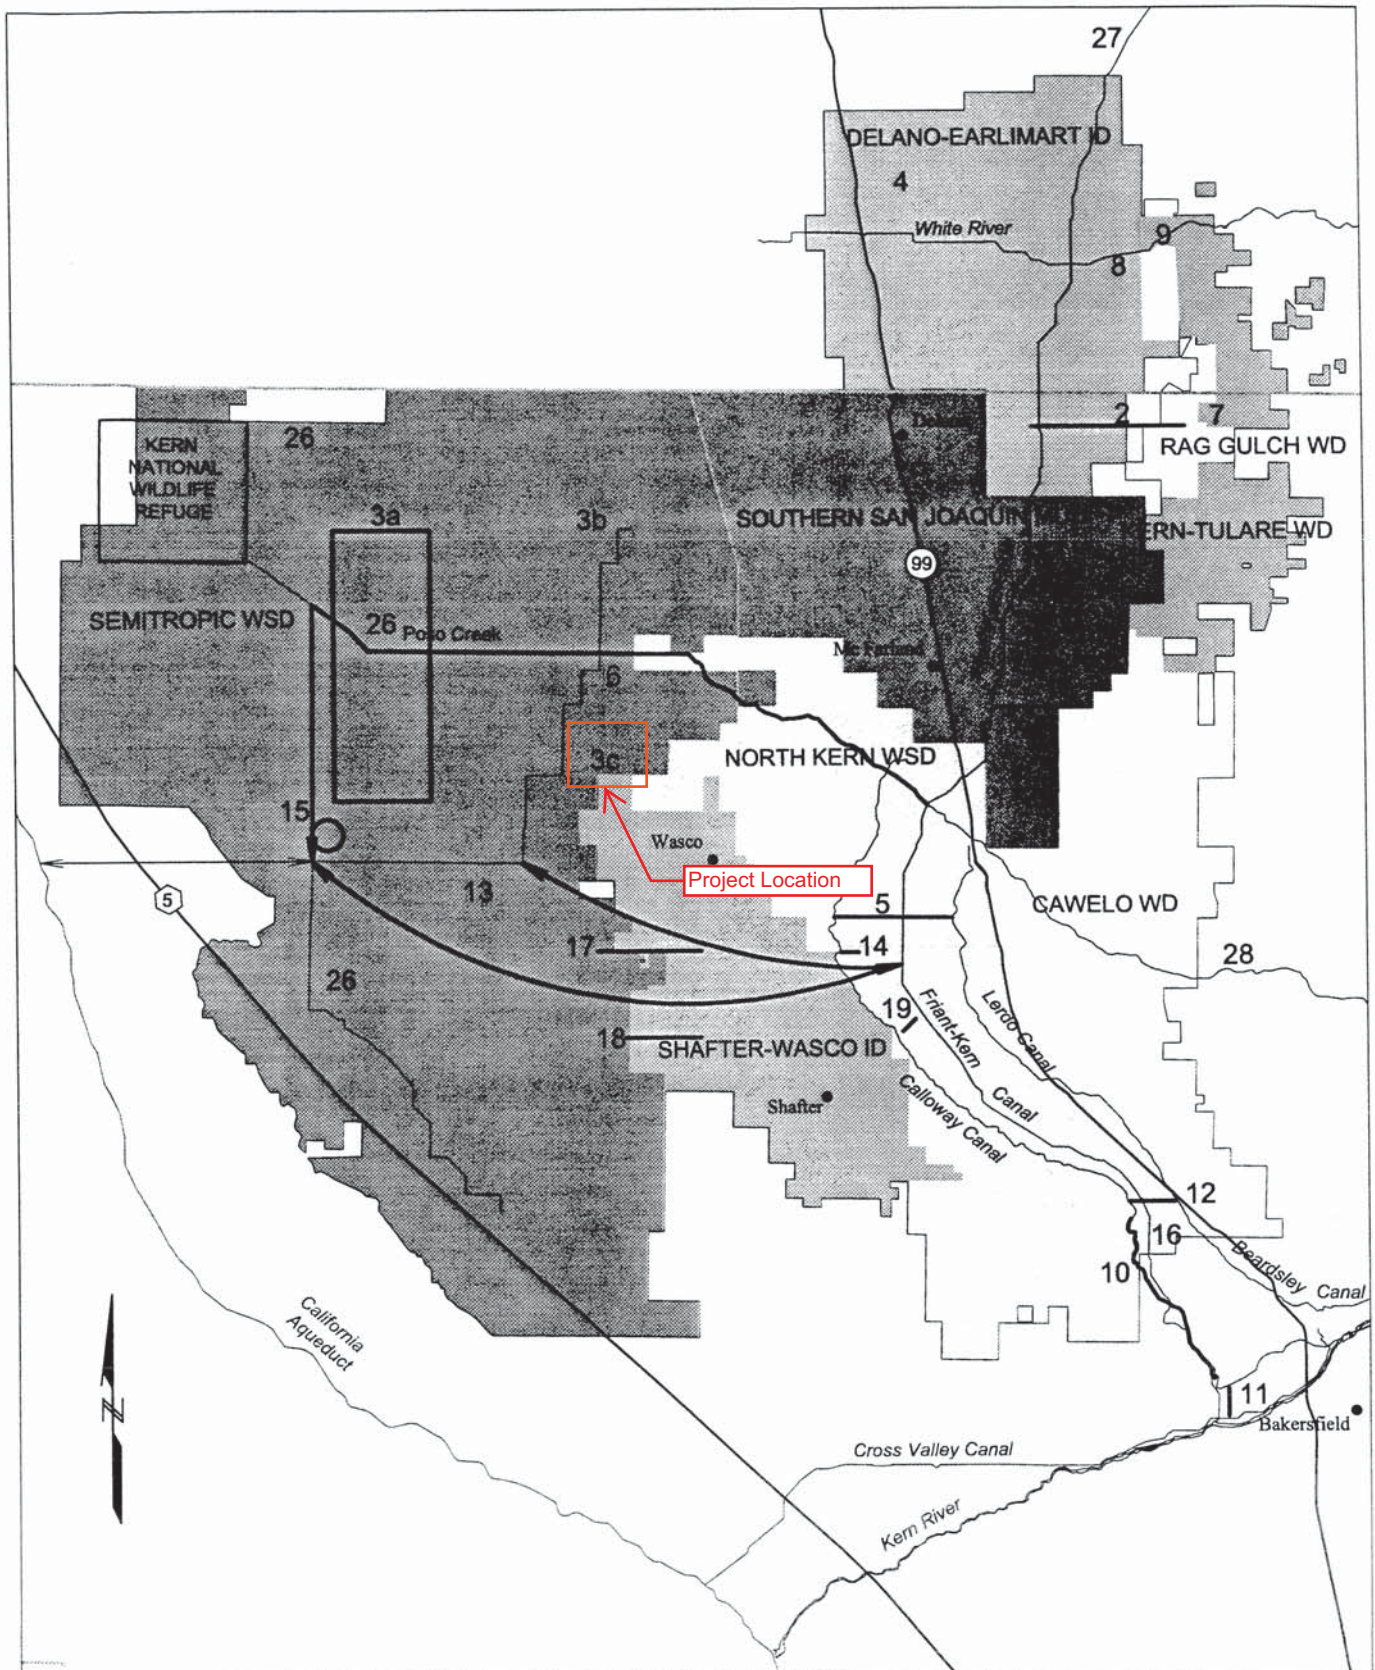 27
DELANO-EARLIMART ID
4
White River
9
8
2
7
Delano
RAG GULCH WD
26
KERN
NATIONAL
WILDLIFE
REFUGE
3a
3b
SOUTHERN SAN JOAQUIN
KERN-TULARE WD
99
SEMITROPIC WSD
26
Poso Creek
Mc Farland
6
3c
NORTH KERN WSD
15
Wasco
Project Location
13
5
5
CAWELO WD
17
14
28
26
19
Friant-Kern
Canal
Lerdo Canal
18
SHAFTER-WASCO ID
Calloway Canal
Shafter
12
16
10
Beardsley Canal
California
Aqueduct
N
11
Bakersfield
Cross Valley Canal
Kern River